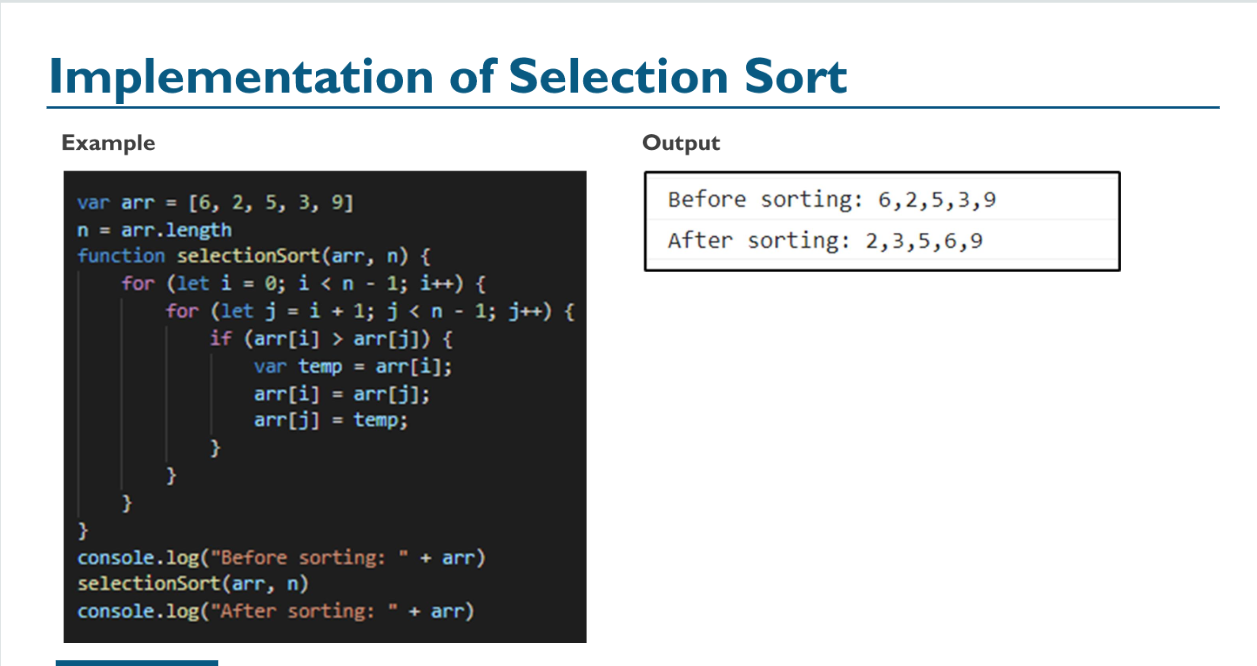 Implementation of Selection Sort
Example
var arr = [6, 2, 5, 3, 9]
n = arr.length
function selectionSort(arr, n) {
    for (let i = 0; i < n - 1; i++) {
        for (let j = i + 1; j < n - 1; j++) {
            if (arr[i] > arr[j]) {
                var temp = arr[i];
                arr[i] = arr[j];
                arr[j] = temp;
            }
        }
    }
}
console.log("Before sorting: " + arr)
selectionSort(arr, n)
console.log("After sorting: " + arr)
Output
Before sorting: 6,2,5,3,9
After sorting: 2,3,5,6,9